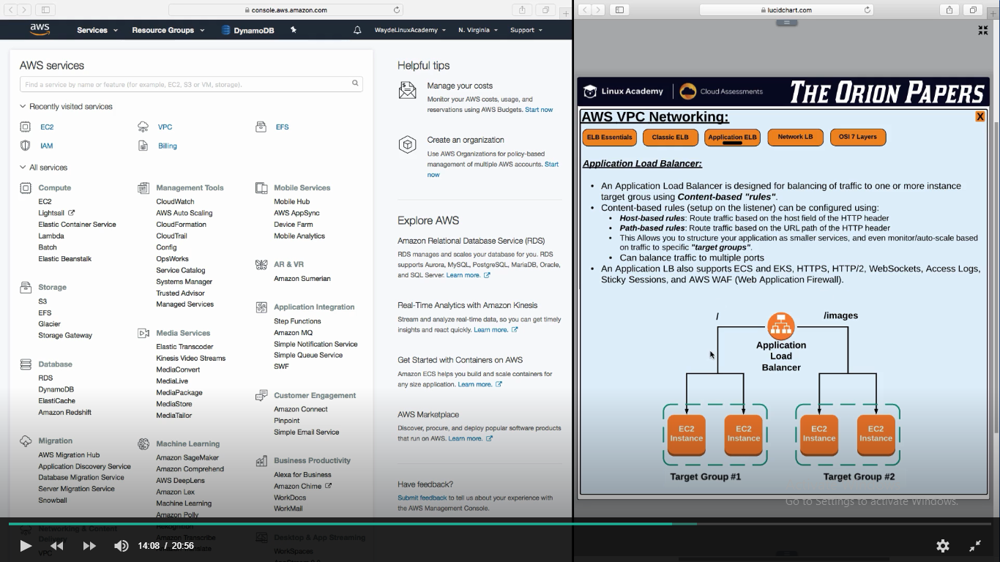 console.aws.amazon.com
aws
Services
Resource Groups
DynamoDB
WaydeLinuxAcademy
N. Virginia
Support
AWS services
Find a service by name or feature (for example, EC2, S3 or VM, storage).
Recently visited services
EC2
VPC
EFS
IAM
Billing
All services
Compute
EC2
Lightsail
Elastic Container Service
Lambda
Batch
Elastic Beanstalk
Storage
S3
EFS
Glacier
Storage Gateway
Database
RDS
DynamoDB
ElastiCache
Amazon Redshift
Migration
AWS Migration Hub
Application Discovery Service
Database Migration Service
Server Migration Service
Snowball
Networking & Content
Delivery
VPC
Management Tools
CloudWatch
AWS Auto Scaling
CloudFormation
CloudTrail
Config
OpsWorks
Service Catalog
Systems Manager
Trusted Advisor
Managed Services
Media Services
Elastic Transcoder
Kinesis Video Streams
MediaConvert
MediaLive
MediaPackage
MediaStore
MediaTailor
Machine Learning
Amazon SageMaker
Amazon Comprehend
AWS DeepLens
Amazon Lex
Machine Learning
Amazon Polly
Rekognition
Amazon Transcribe
Amazon Translate
Mobile Services
Mobile Hub
AWS AppSync
Device Farm
Mobile Analytics
AR & VR
Amazon Sumerian
Application Integration
Step Functions
Amazon MQ
Simple Notification Service
Simple Queue Service
SWF
Customer Engagement
Amazon Connect
Pinpoint
Simple Email Service
Business Productivity
Alexa for Business
Amazon Chime
WorkDocs
WorkMail
Desktop & App Streaming
WorkSpaces
AppStream 2.0
Helpful tips
Manage your costs
Monitor your AWS costs, usage, and
reservations using AWS Budgets. Start now
Create an organization
Use AWS Organizations for policy-based
management of multiple AWS accounts. Start
now
Explore AWS
Amazon Relational Database Service (RDS)
RDS manages and scales your database for you. RDS
supports Aurora, MySQL, PostgreSQL, MariaDB, Oracle,
and SQL Server. Learn more.
Real-Time Analytics with Amazon Kinesis
Stream and analyze real-time data, so you can get timely
insights and react quickly. Learn more.
Get Started with Containers on AWS
Amazon ECS helps you build and scale containers for
any size application. Learn more.
AWS Marketplace
Discover, procure, and deploy popular software products
that run on AWS. Learn more.
Have feedback?
Submit feedback to tell us about your experience with
the AWS Management Console.
14:08 / 20:56
lucidchart.com
Linux Academy
Cloud Assessments
THE ORION PAPERS
AWS VPC Networking:
X
ELB Essentials
Classic ELB
Application ELB
Network LB
OSI 7 Layers
Application Load Balancer:
• An Application Load Balancer is designed for balancing of traffic to one or more instance
target grous using Content-based "rules".
• Content-based rules (setup on the listener) can be configured using:
• Host-based rules: Route traffic based on the host field of the HTTP header
• Path-based rules: Route traffic based on the URL path of the HTTP header
• This Allows you to structure your application as smaller services, and even monitor/auto-scale based
on traffic to specific "target groups".
• Can balance traffic to multiple ports
• An Application LB also supports ECS and EKS, HTTPS, HTTP/2, WebSockets, Access Logs,
Sticky Sessions, and AWS WAF (Web Application Firewall).
/
/images
Application
Load
Balancer
EC2
Instance
EC2
Instance
EC2
Instance
EC2
Instance
Target Group #1
Target Group #2
Go to Settings to activate Windows.